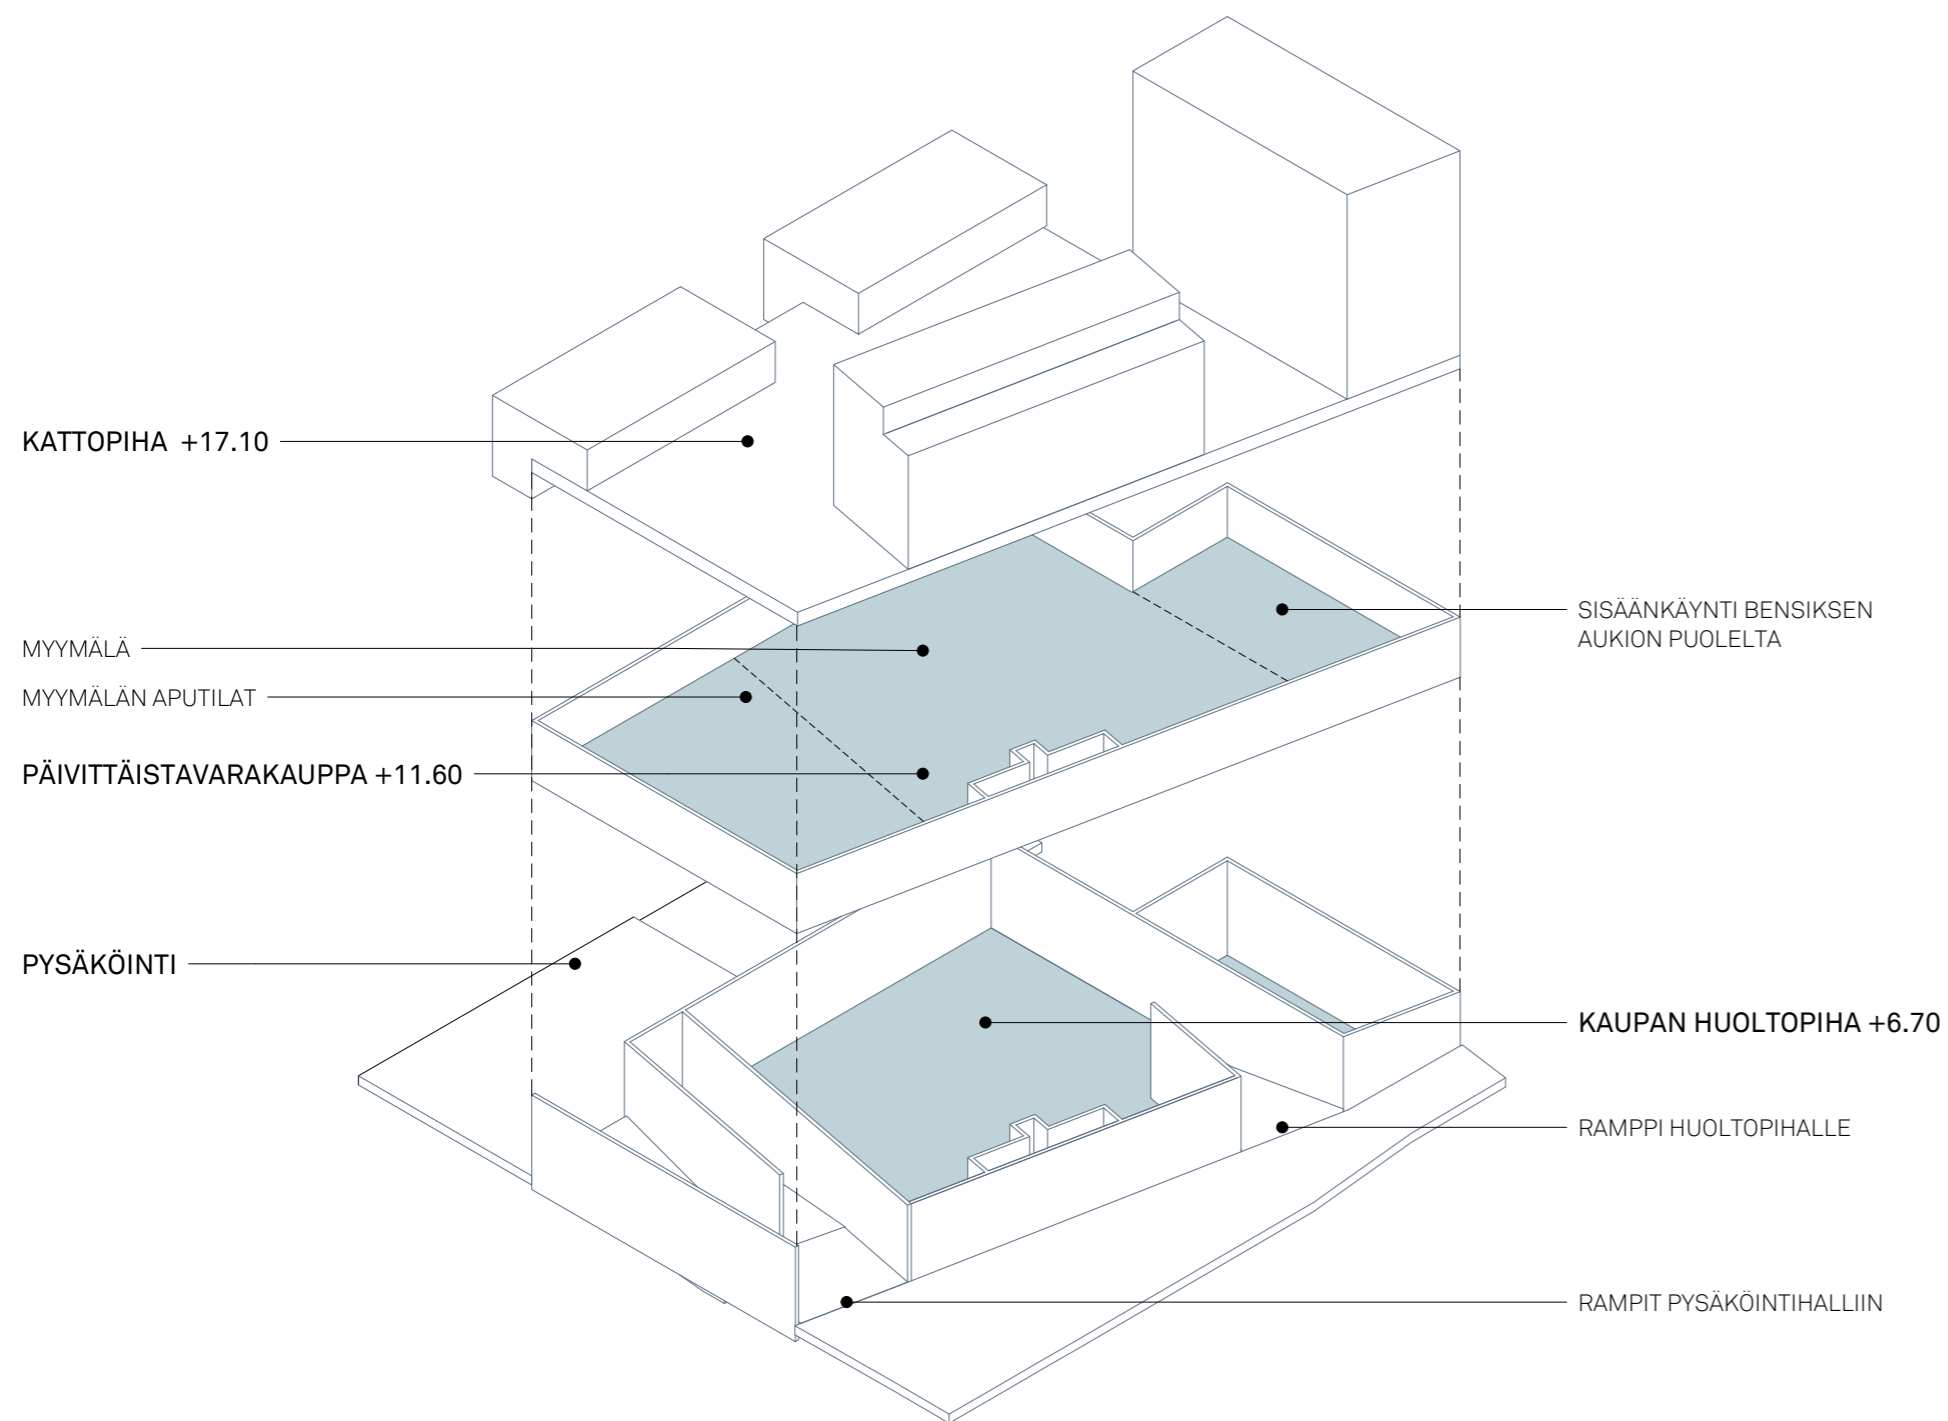 KATTOPIHA +17.10
MYYMÄLÄ
MYYMÄLÄN APUTILAT
PÄIVITTÄISTAVARAKAUPPA +11.60
PYSÄKÖINTI
SISÄÄNKÄYNTI BENSIKSEN
AUKION PUOLELTA
KAUPAN HUOLTOPIHA +6.70
RAMPPI HUOLTOPIHALLE
RAMPIT PYSÄKÖINTIHALLIIN